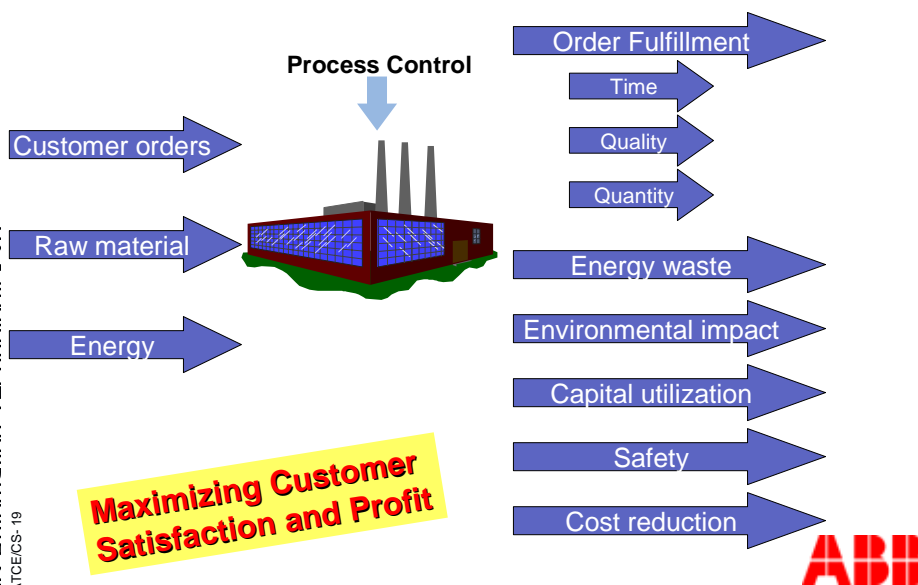 Process Control
Customer orders
Raw material
Energy
Order Fulfillment
Time
Quality
Quantity
Energy waste
Environmental impact
Capital utilization
Safety
Cost reduction
Maximizing Customer
Satisfaction and Profit
TCE/CS- 19
ABB